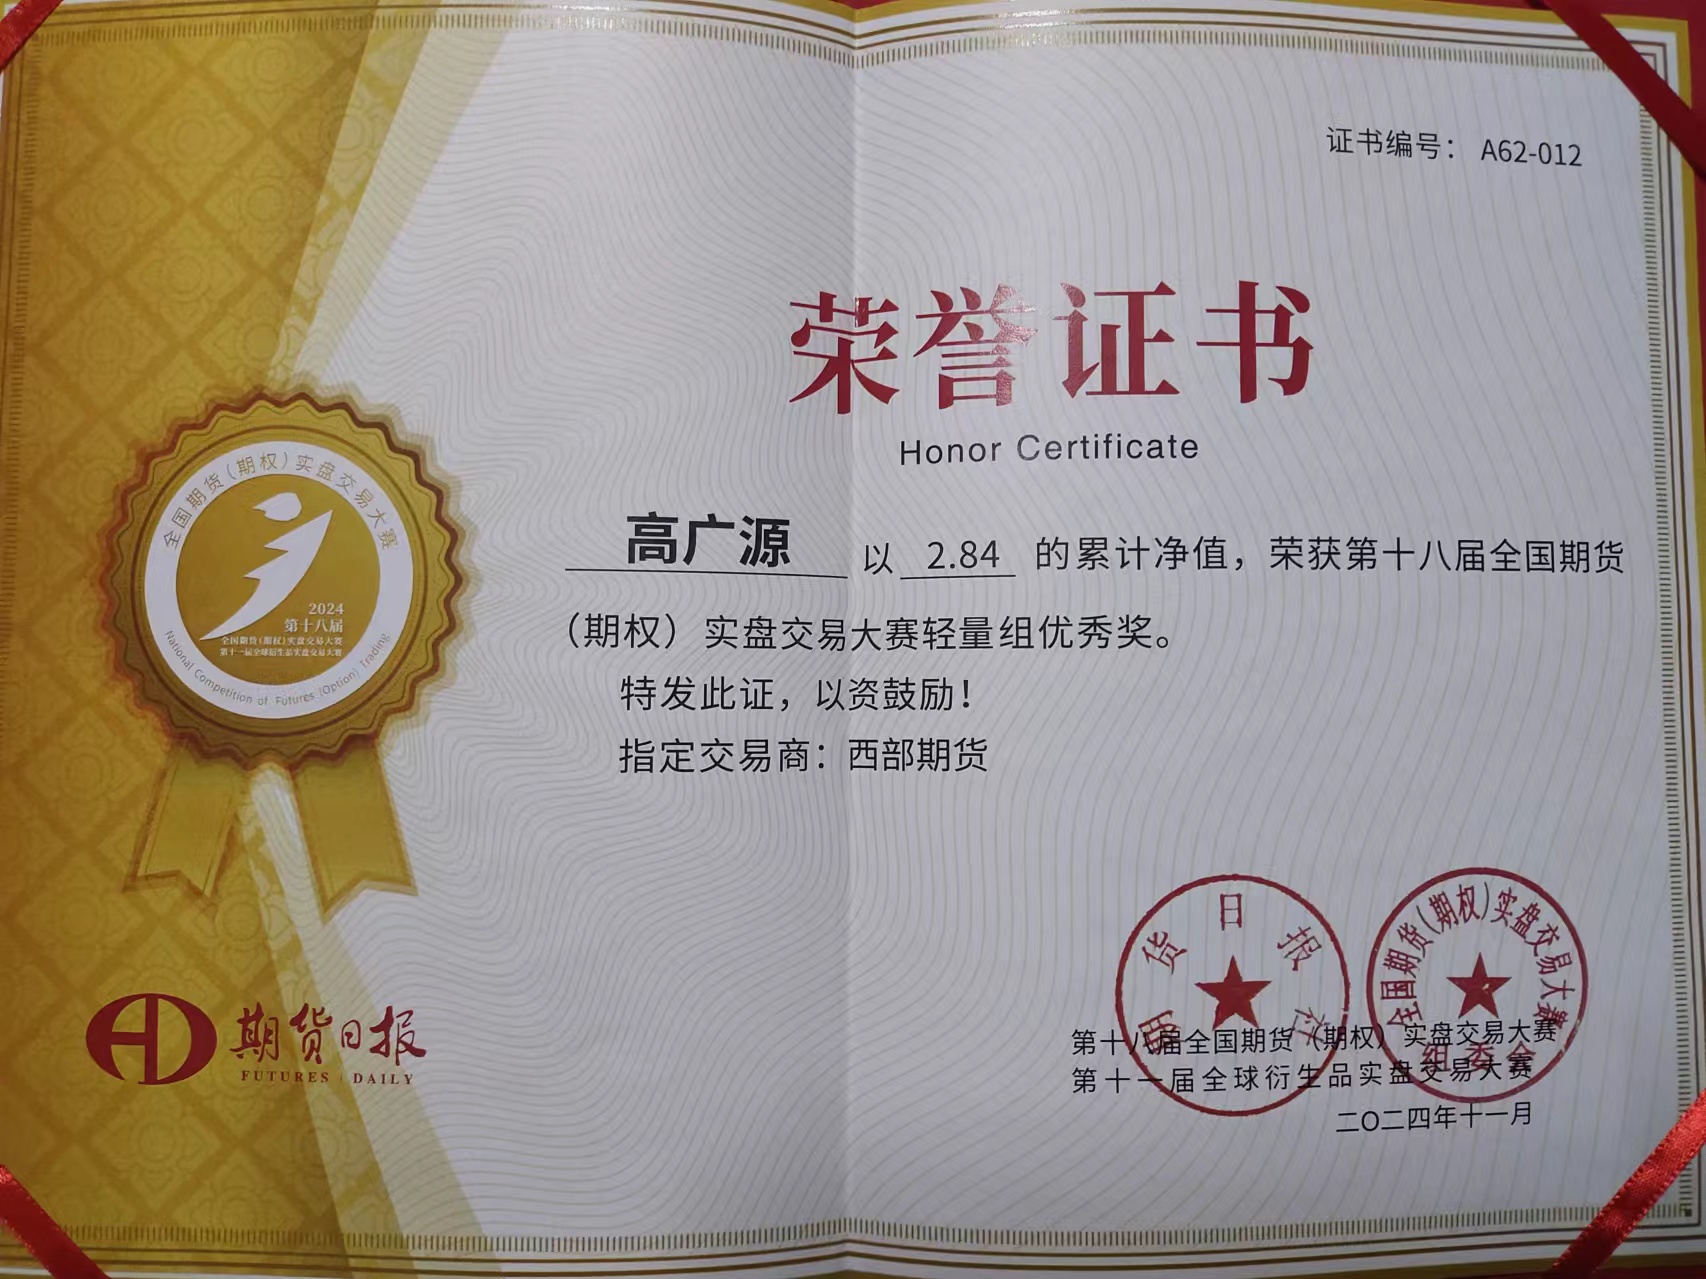 证书编号： A62-012
荣誉证书
Honor Certificate
高广源 以 2.84 的累计净值，荣获第十八届全国期货
（期权）实盘交易大赛轻量组优秀奖。
特发此证，以资鼓励！
指定交易商：西部期货
全国期货（期权）实盘交易大赛
2024
第十八届
全国期货（期权）实盘交易大赛
第十一届全球衍生品实盘交易大赛
National Competition of Futures (Option) Trading
期货日报
FUTURES DAILY
期货日报社
全国期货（期权）实盘交易大赛
组委会
第十八届全国期货（期权）实盘交易大赛
第十一届全球衍生品实盘交易大赛
二〇二四年十一月